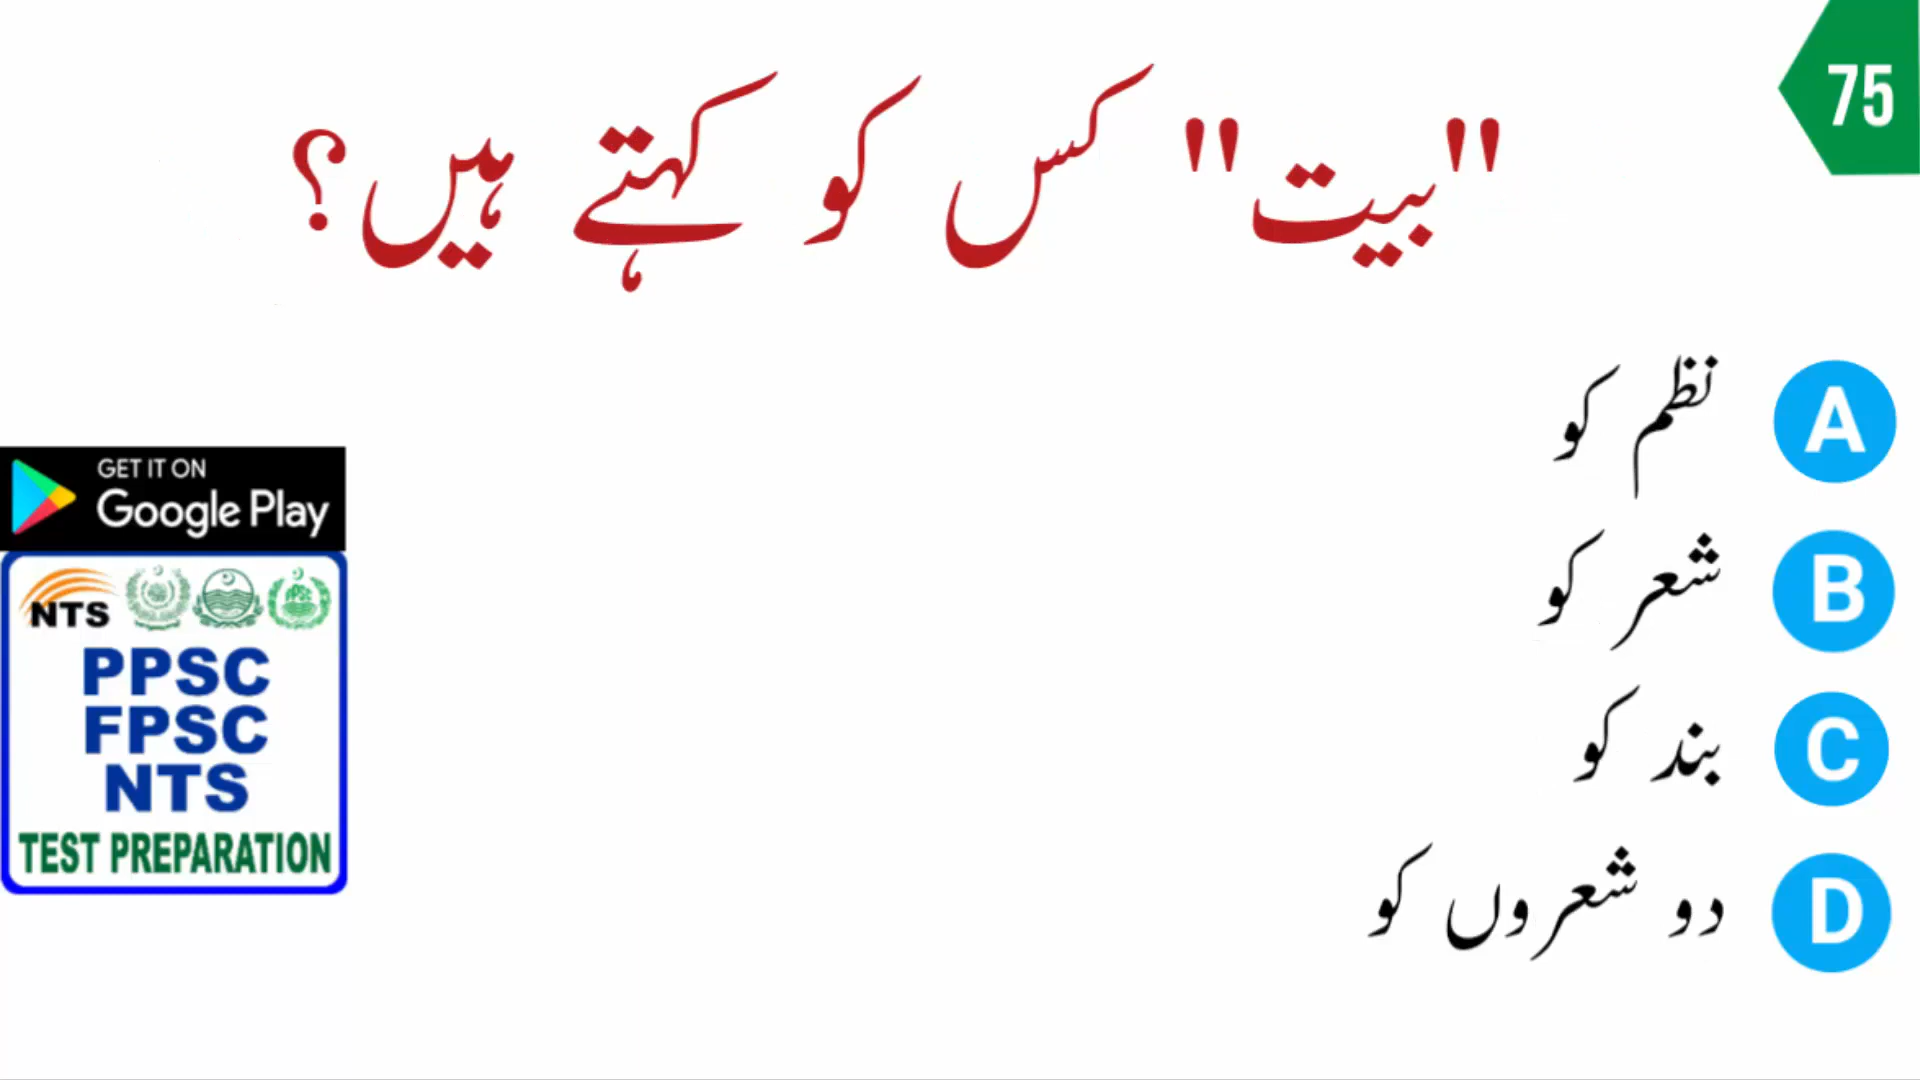 75
"بیت" کس کو کہتے ہیں؟
A نظم کو
B شعر کو
C بند کو
D دو شعروں کو
GET IT ON
Google Play
NTS
PPSC
FPSC
NTS
TEST PREPARATION